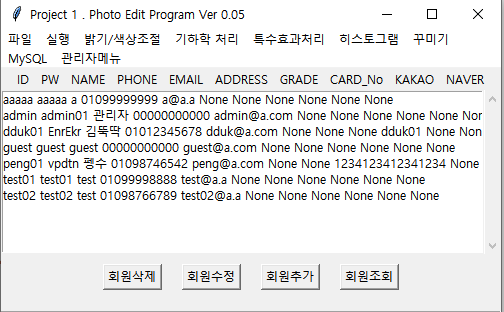 Project 1 . Photo Edit Program Ver 0.05
파일 실행 밝기/색상조절 기하학 처리 특수효과처리 히스토그램 꾸미기
MySQL 관리자메뉴
ID PW NAME PHONE EMAIL ADDRESS GRADE CARD_No KAKAO NAVER
aaaaa aaaaa a 01099999999 a@a.a None None None None None None
admin admin01 관리자 00000000000 admin@a.com None None None None Nor
dduk01 EnrEkr 김뚝딱 01012345678 dduk@a.com None None None dduk01 None Non
guest guest guest 00000000000 guest@a.com None None None None None
peng01 vpdtn 펭수 01098746542 peng@a.com None None 1234123412341234 None
test01 test01 test 01099998888 test@a.a None None None None None None
test02 test02 test 01098766789 test02@a.a None None None None None
회원삭제 회원수정 회원추가 회원조회